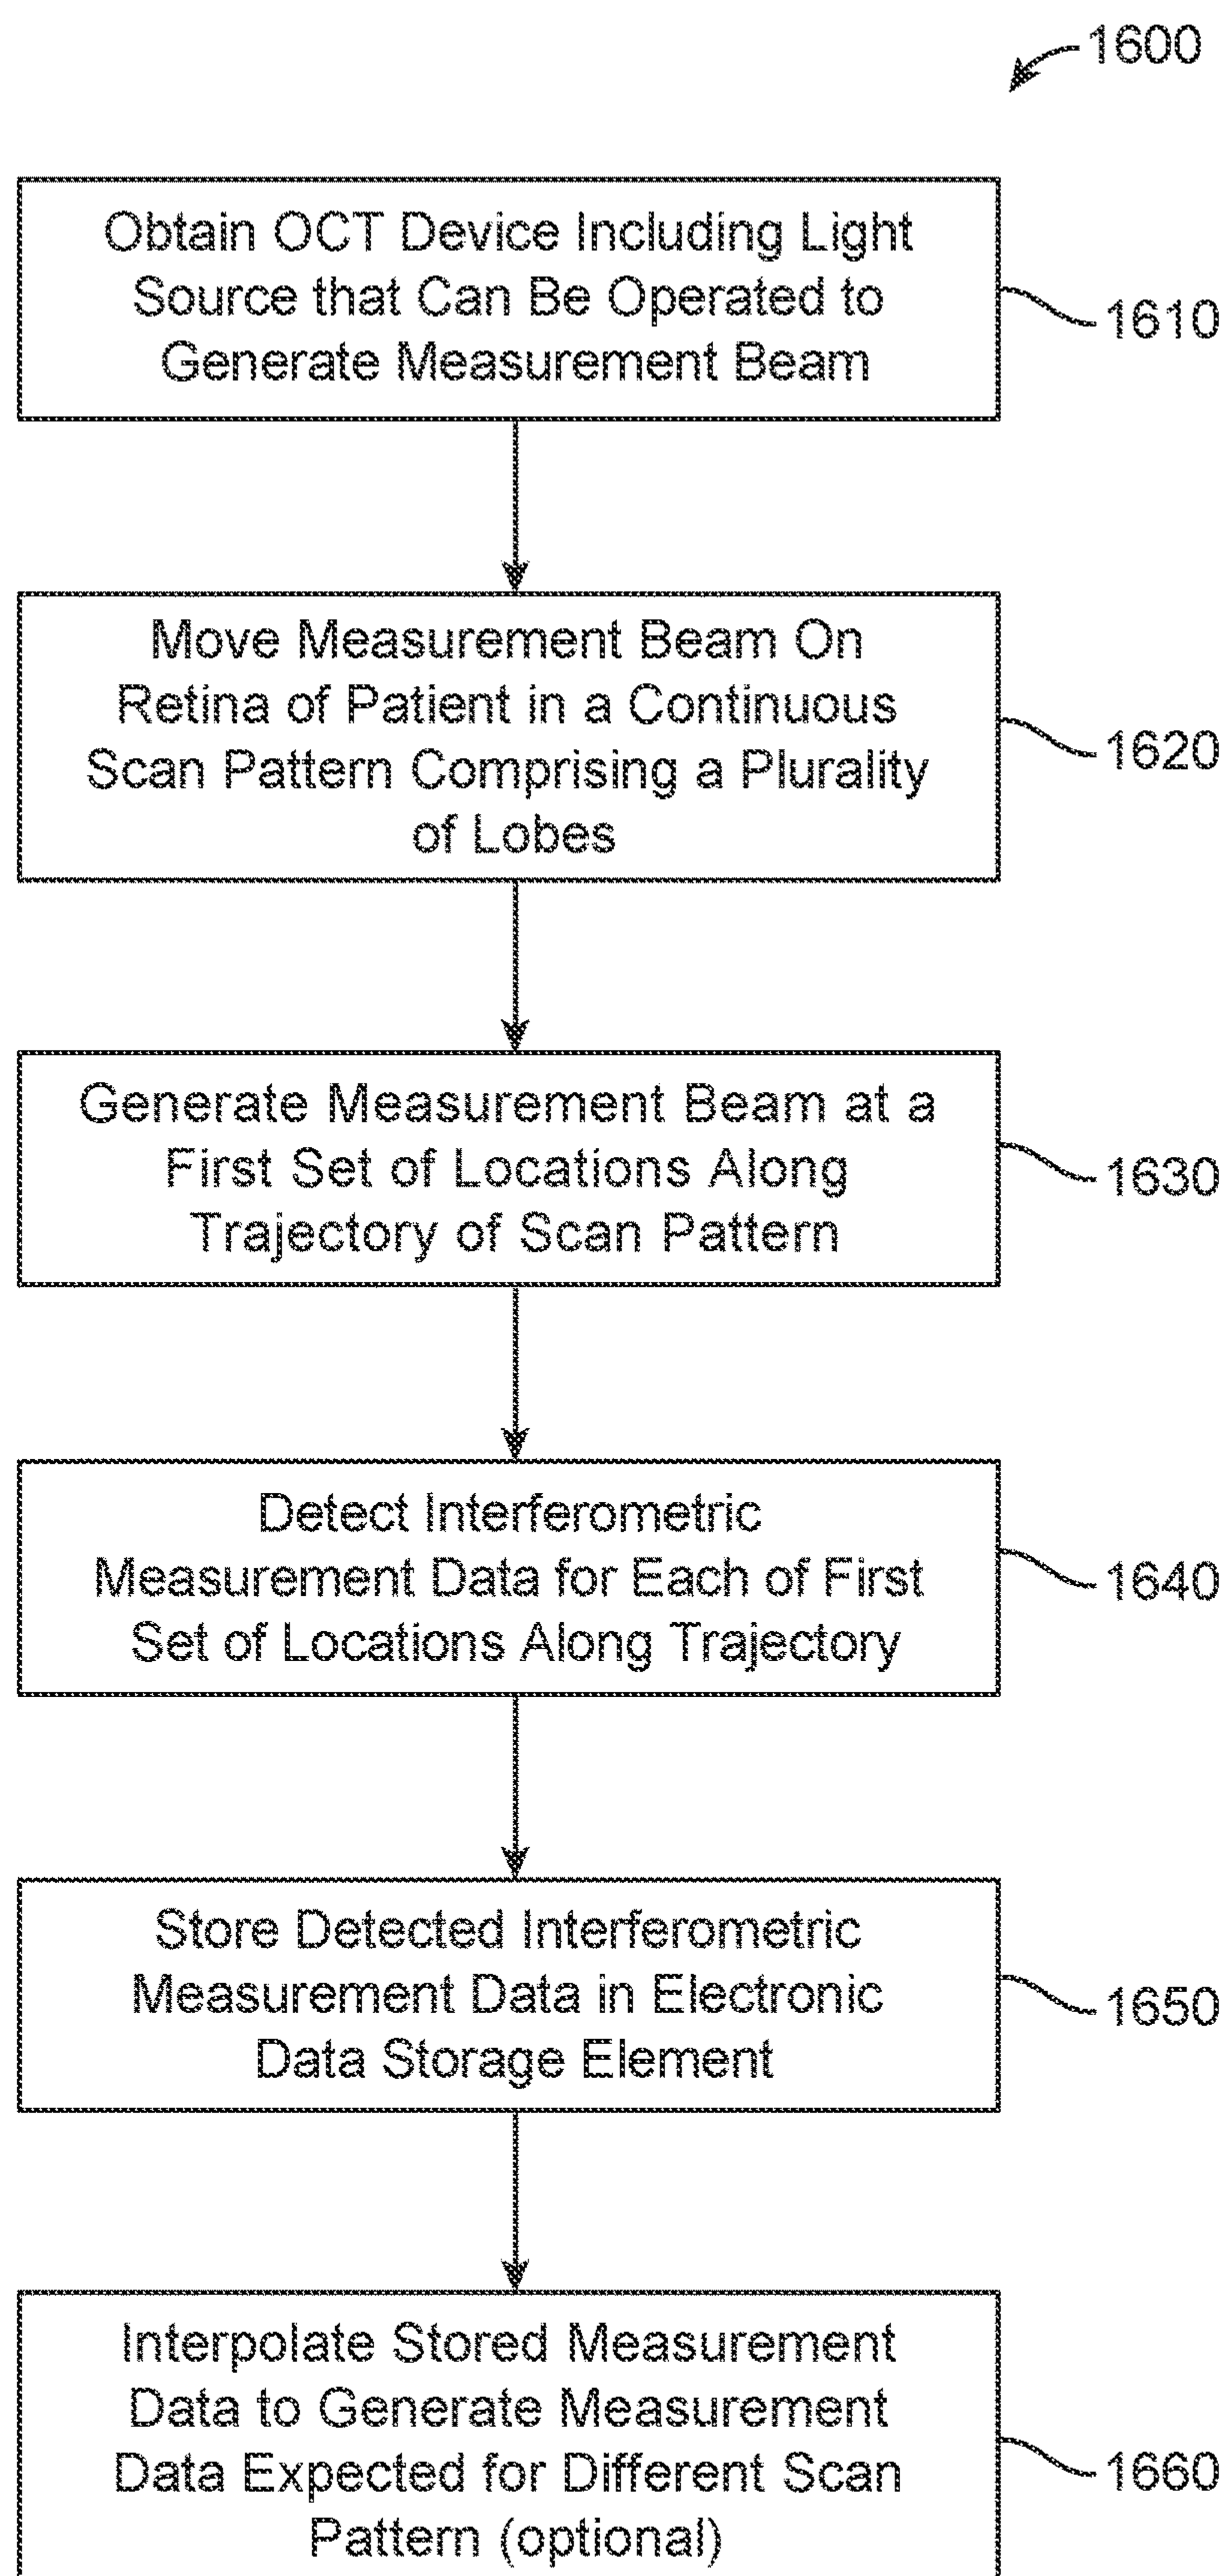 1600
Obtain OCT Device Including Light
Source that Can Be Operated to
Generate Measurement Beam
1610
Move Measurement Beam On
Retina of Patient in a Continuous
Scan Pattern Comprising a Plurality
of Lobes
1620
Generate Measurement Beam at a
First Set of Locations Along
Trajectory of Scan Pattern
1630
Detect Interferometric
Measurement Data for Each of First
Set of Locations Along Trajectory
1640
Store Detected Interferometric
Measurement Data in Electronic
Data Storage Element
1650
Interpolate Stored Measurement
Data to Generate Measurement
Data Expected for Different Scan
Pattern (optional)
1660